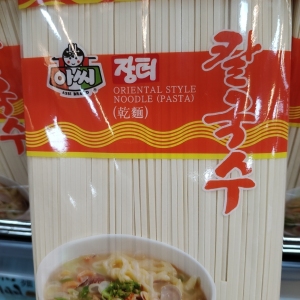 아씨
ASSI BRAND
장터
ORIENTAL STYLE
NOODLE (PASTA)
(乾麵)
칼국수